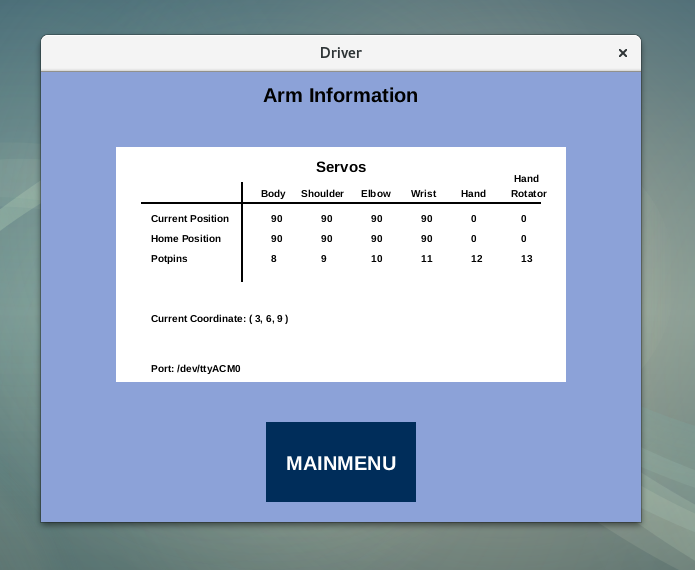 Driver
×
Arm Information
Servos
Body Shoulder Elbow Wrist Hand Hand Rotator
Current Position 90 90 90 90 0 0
Home Position 90 90 90 90 0 0
Potpins 8 9 10 11 12 13
Current Coordinate: ( 3, 6, 9 )
Port: /dev/ttyACM0
MAINMENU